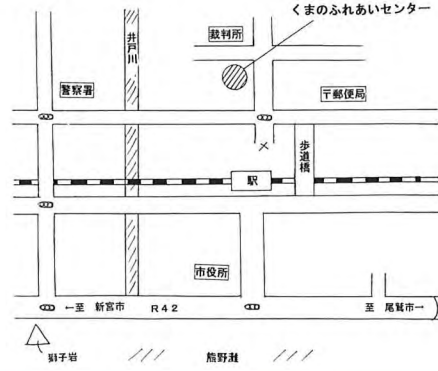 くまのふれあいセンター
井戸川
裁判所
警察署
〒郵便局
×
歩道橋
駅
市役所
←至 新宮市 R42
至 尾鷲市→
獅子岩
熊野灘